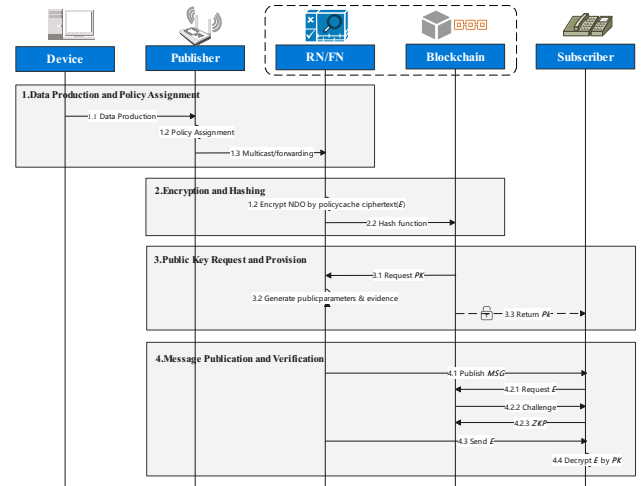 Device
Publisher
RN/FN
Blockchain
Subscriber
1.Data Production and Policy Assignment
1.1 Data Production
1.2 Policy Assignment
1.3 Multicast/forwarding
2.Encryption and Hashing
1.2 Encrypt NDO by policycache ciphertext(E)
2.2 Hash function
3.Public Key Request and Provision
3.1 Request PK
3.2 Generate publicparameters & evidence
3.3 Return Pk
4.Message Publication and Verification
4.1 Publish MSG
4.2.1 Request E
4.2.2 Challenge
4.2.3 ZKP
4.3 Send E
4.4 Decrypt E by PK